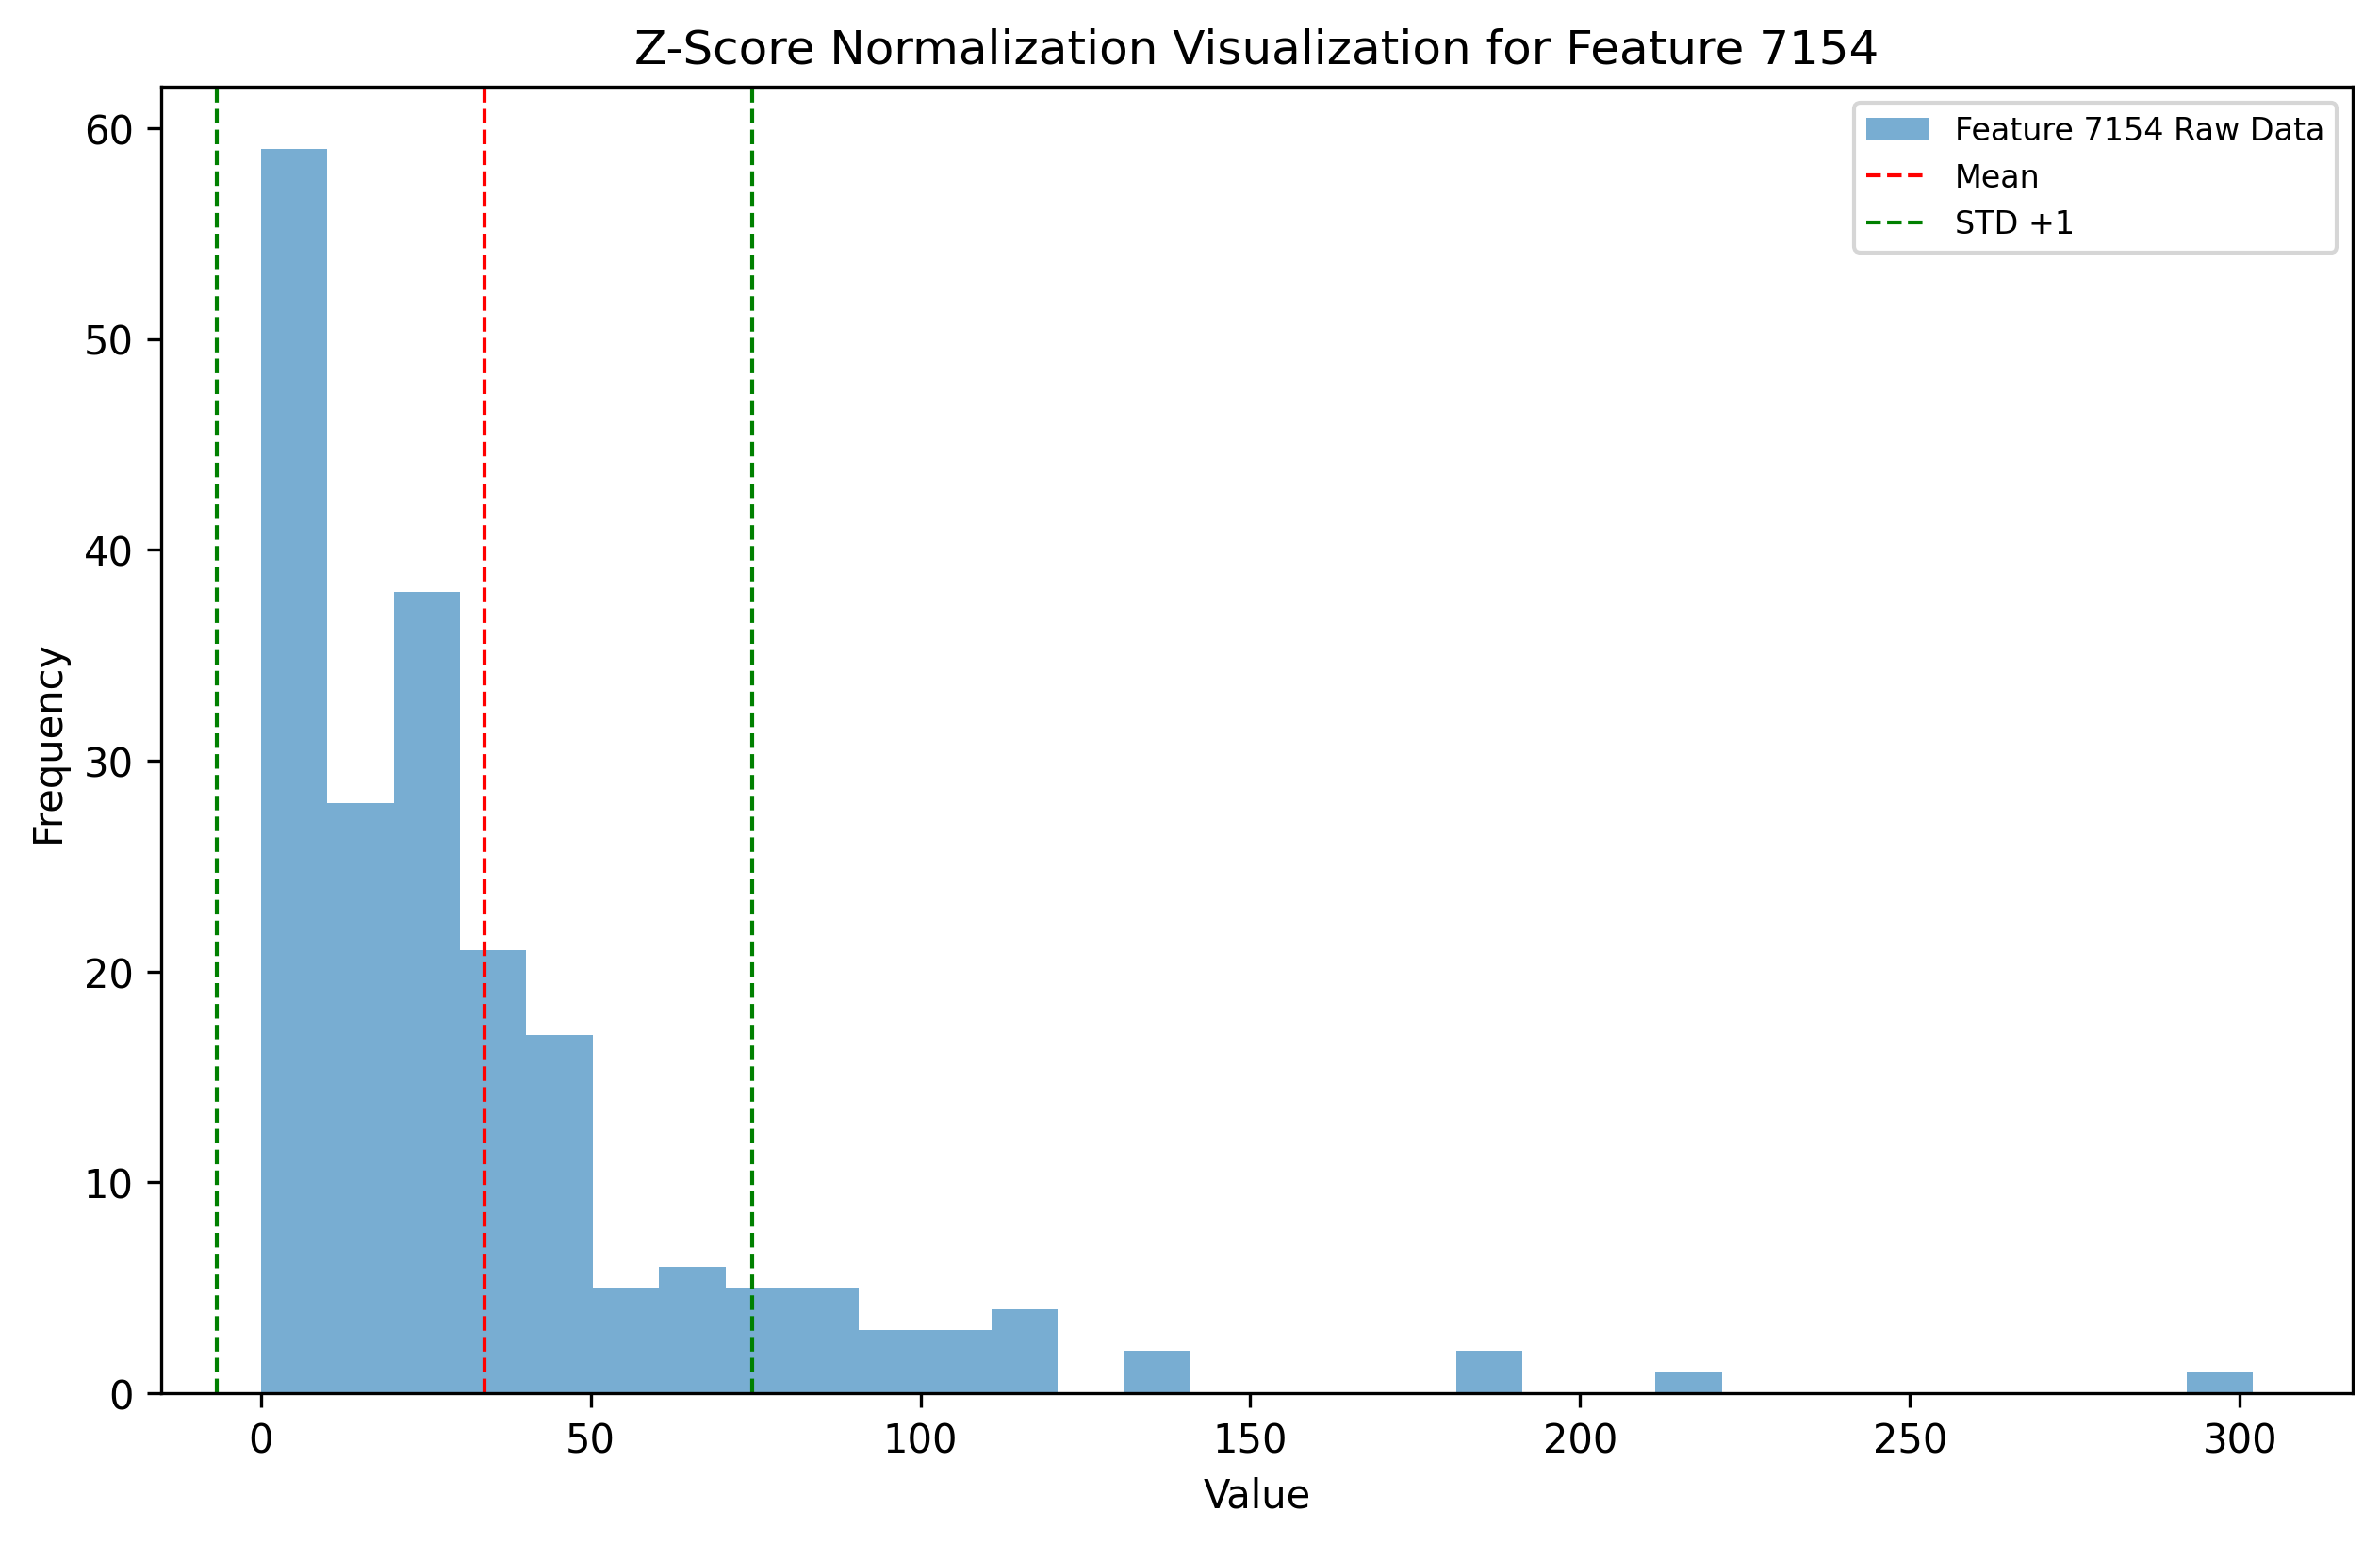 Z-Score Normalization Visualization for Feature 7154
Feature 7154 Raw Data
Mean
STD +1
60
50
40
30
20
10
0
Frequency
0 50 100 150 200 250 300
Value